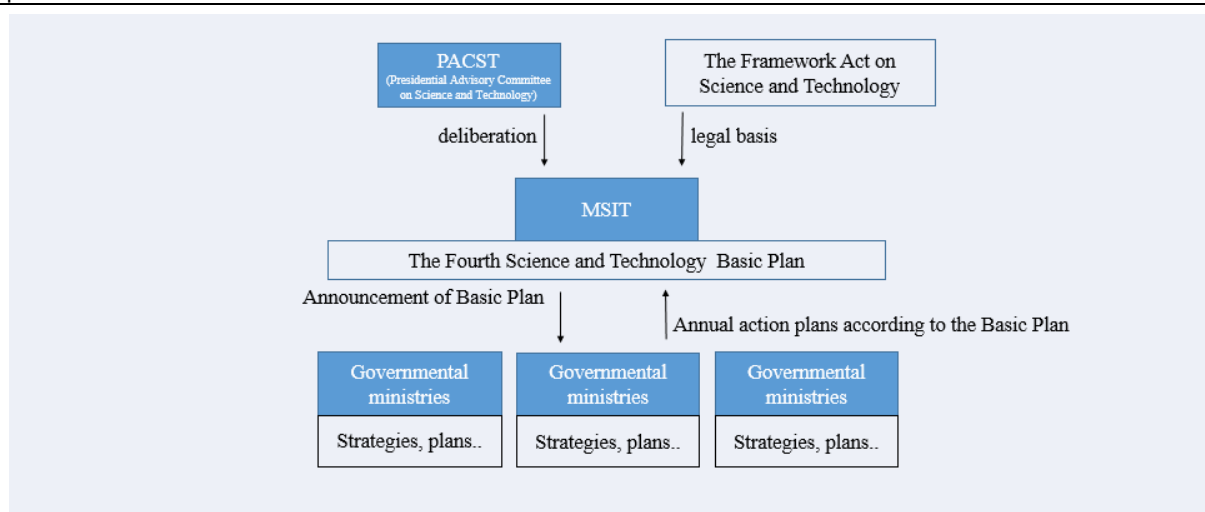 PACST
(Presidential Advisory Committee
on Science and Technology)
The Framework Act on
Science and Technology
deliberation
legal basis
MSIT
The Fourth Science and Technology Basic Plan
Announcement of Basic Plan
Annual action plans according to the Basic Plan
Governmental
ministries
Governmental
ministries
Governmental
ministries
Strategies, plans..
Strategies, plans..
Strategies, plans..